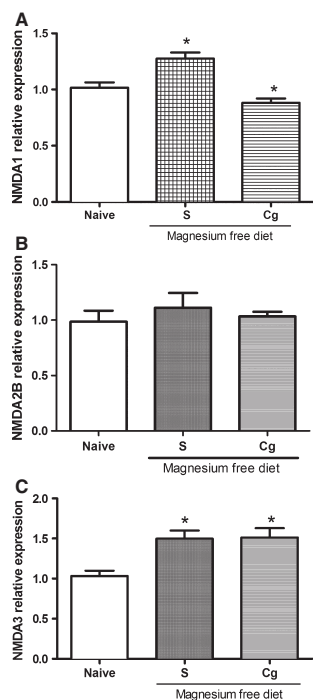 A
NMDA1 relative expression
1.5
*
*
1.0
0.5
0.0
Naive
S
Cg
Magnesium free diet
B
NMDA2B relative expression
1.5
1.0
0.5
0.0
Naive
S
Cg
Magnesium free diet
C
NMDA3 relative expression
2.0
*
*
1.5
1.0
0.5
0.0
Naive
S
Cg
Magnesium free diet